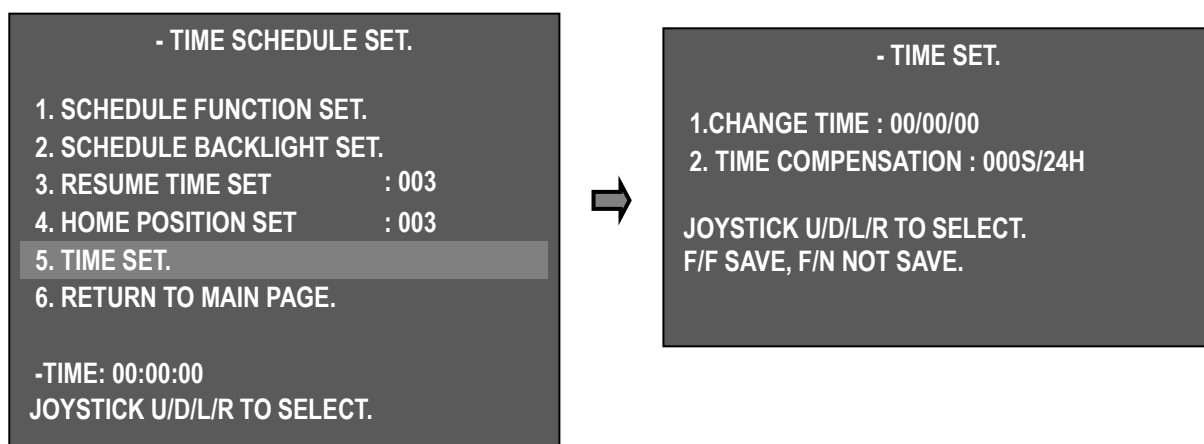 - TIME SCHEDULE SET.
1. SCHEDULE FUNCTION SET.
2. SCHEDULE BACKLIGHT SET.
3. RESUME TIME SET : 003
4. HOME POSITION SET : 003
5. TIME SET.
6. RETURN TO MAIN PAGE.
-TIME: 00:00:00
JOYSTICK U/D/L/R TO SELECT.
- TIME SET.
1.CHANGE TIME : 00/00/00
2. TIME COMPENSATION : 000S/24H
JOYSTICK U/D/L/R TO SELECT.
F/F SAVE, F/N NOT SAVE.